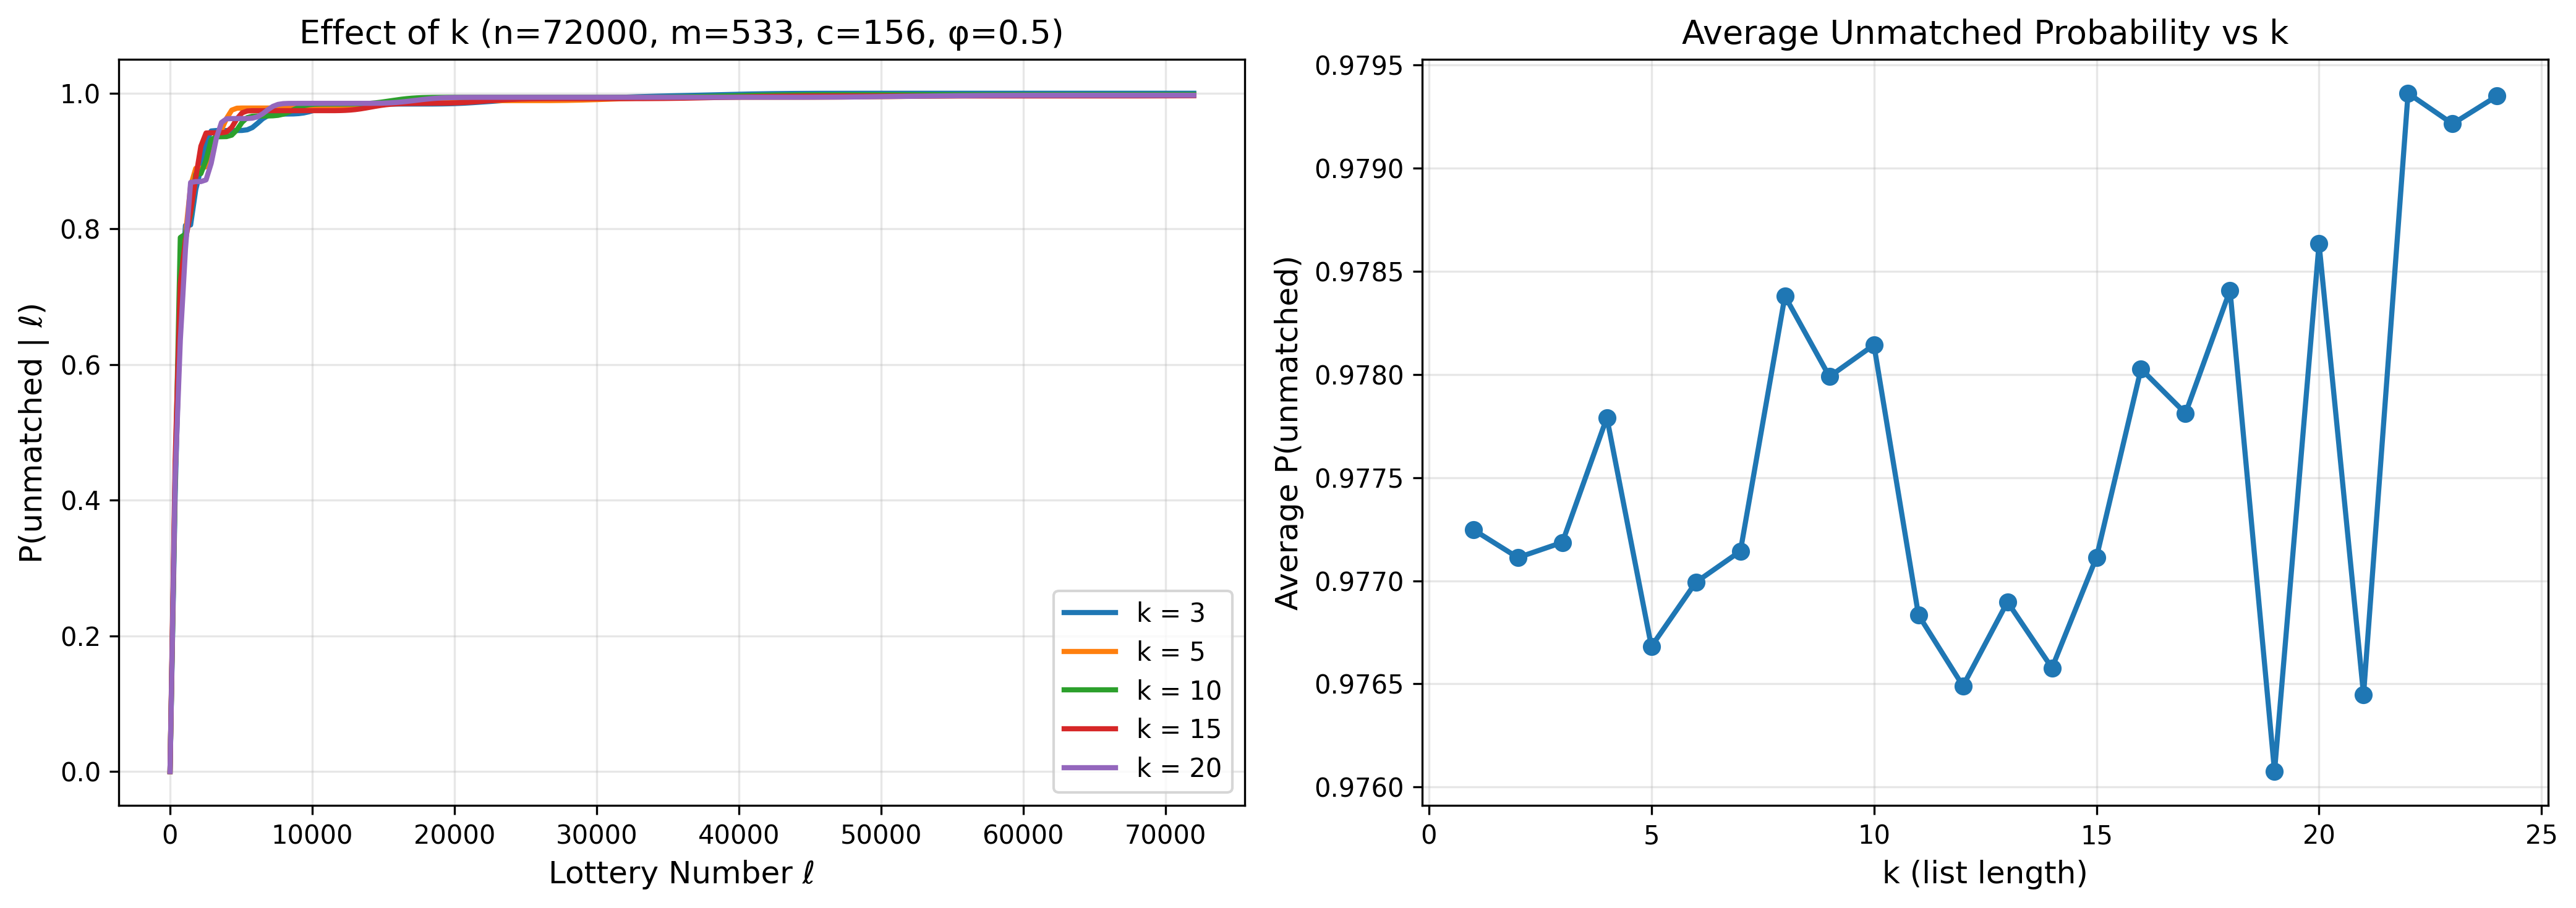 Effect of k (n=72000, m=533, c=156, φ=0.5)
P(unmatched | ℓ)
1.0
0.8
0.6
0.4
0.2
0.0
0 10000 20000 30000 40000 50000 60000 70000
Lottery Number ℓ
k = 3
k = 5
k = 10
k = 15
k = 20
Average Unmatched Probability vs k
Average P(unmatched)
0.9795
0.9790
0.9785
0.9780
0.9775
0.9770
0.9765
0.9760
0 5 10 15 20 25
k (list length)